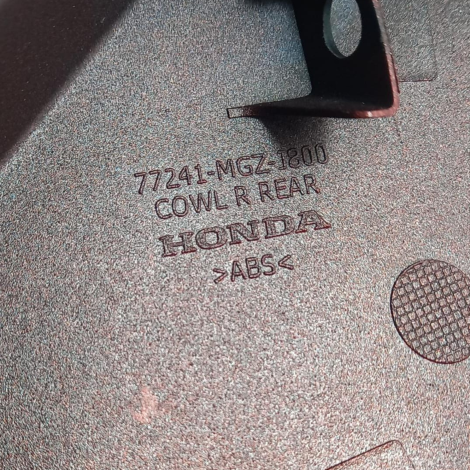 77241-MGZ-J800
COWL R REAR
HONDA
>ABS<